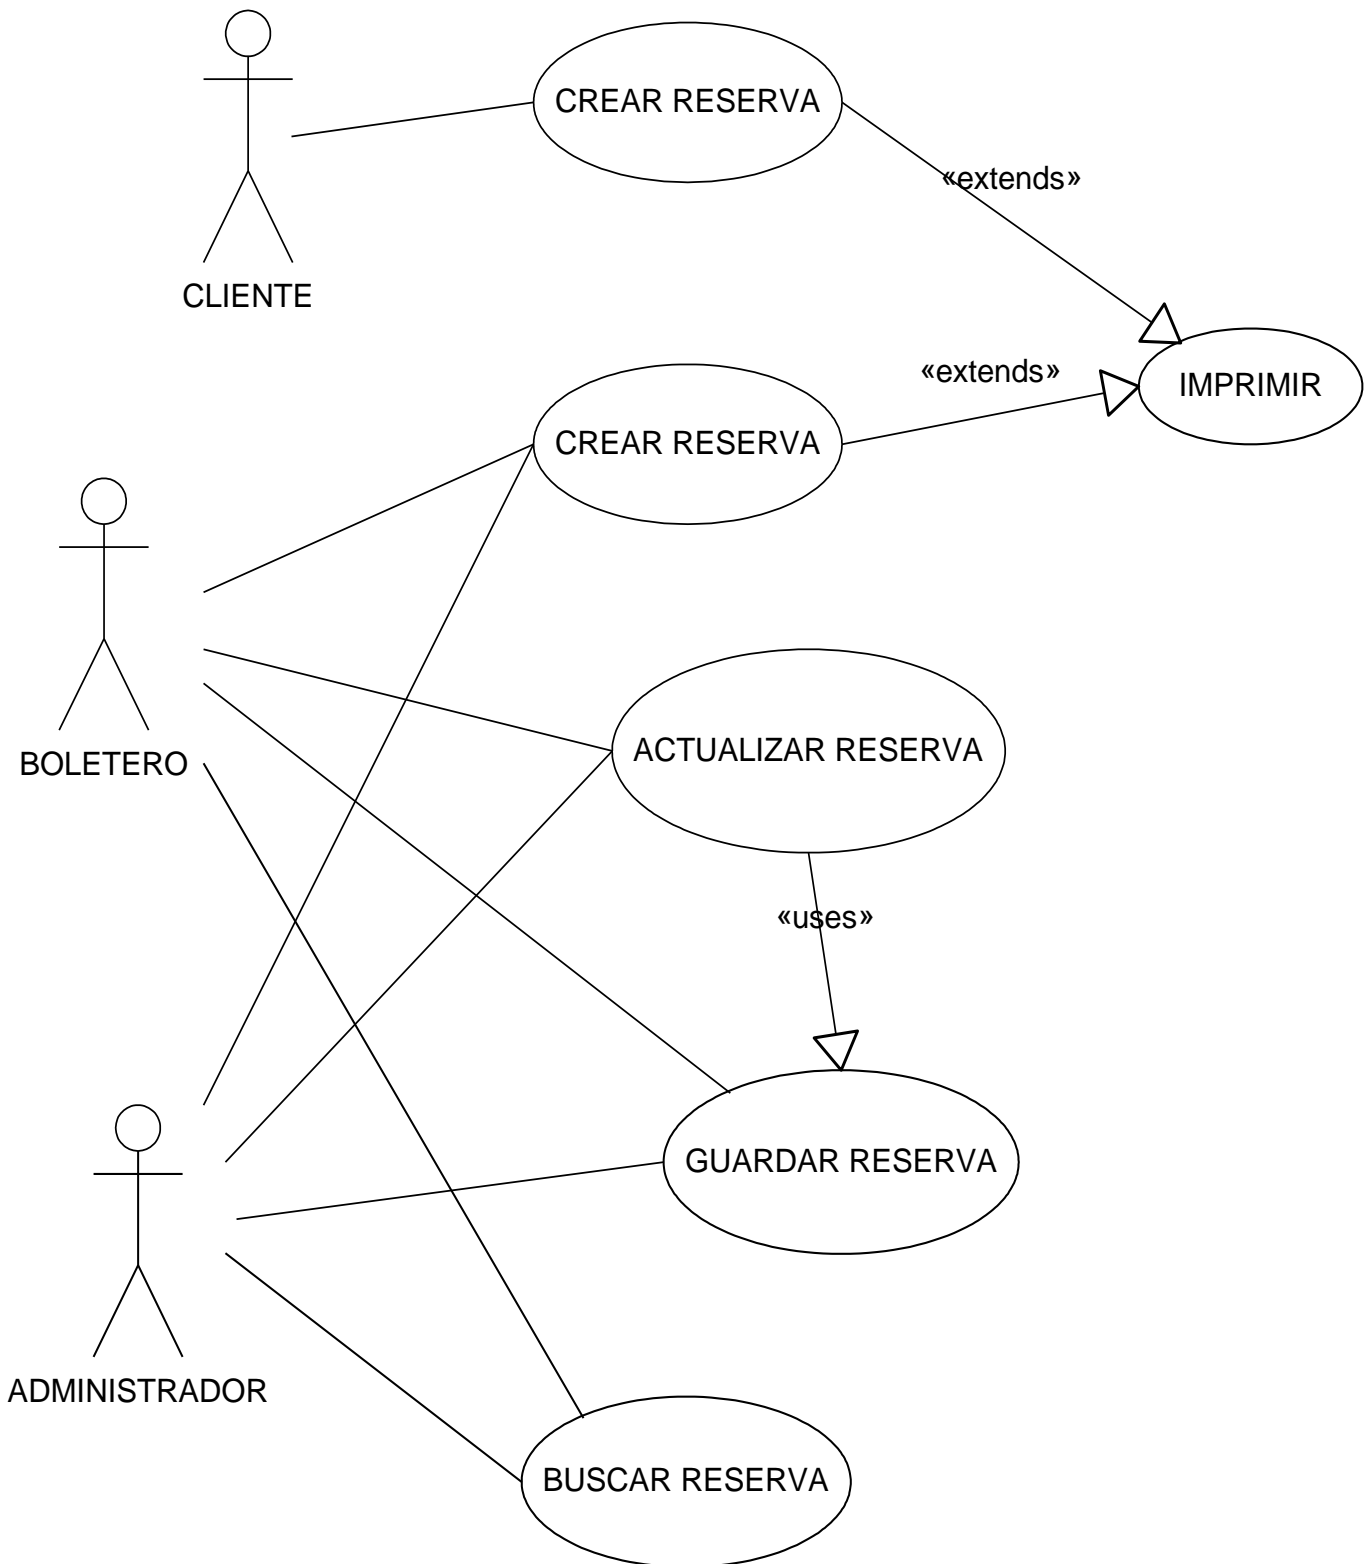 CREAR RESERVA
«extends»
CLIENTE
«extends»
IMPRIMIR
CREAR RESERVA
ACTUALIZAR RESERVA
BOLETERO
«uses»
GUARDAR RESERVA
ADMINISTRADOR
BUSCAR RESERVA